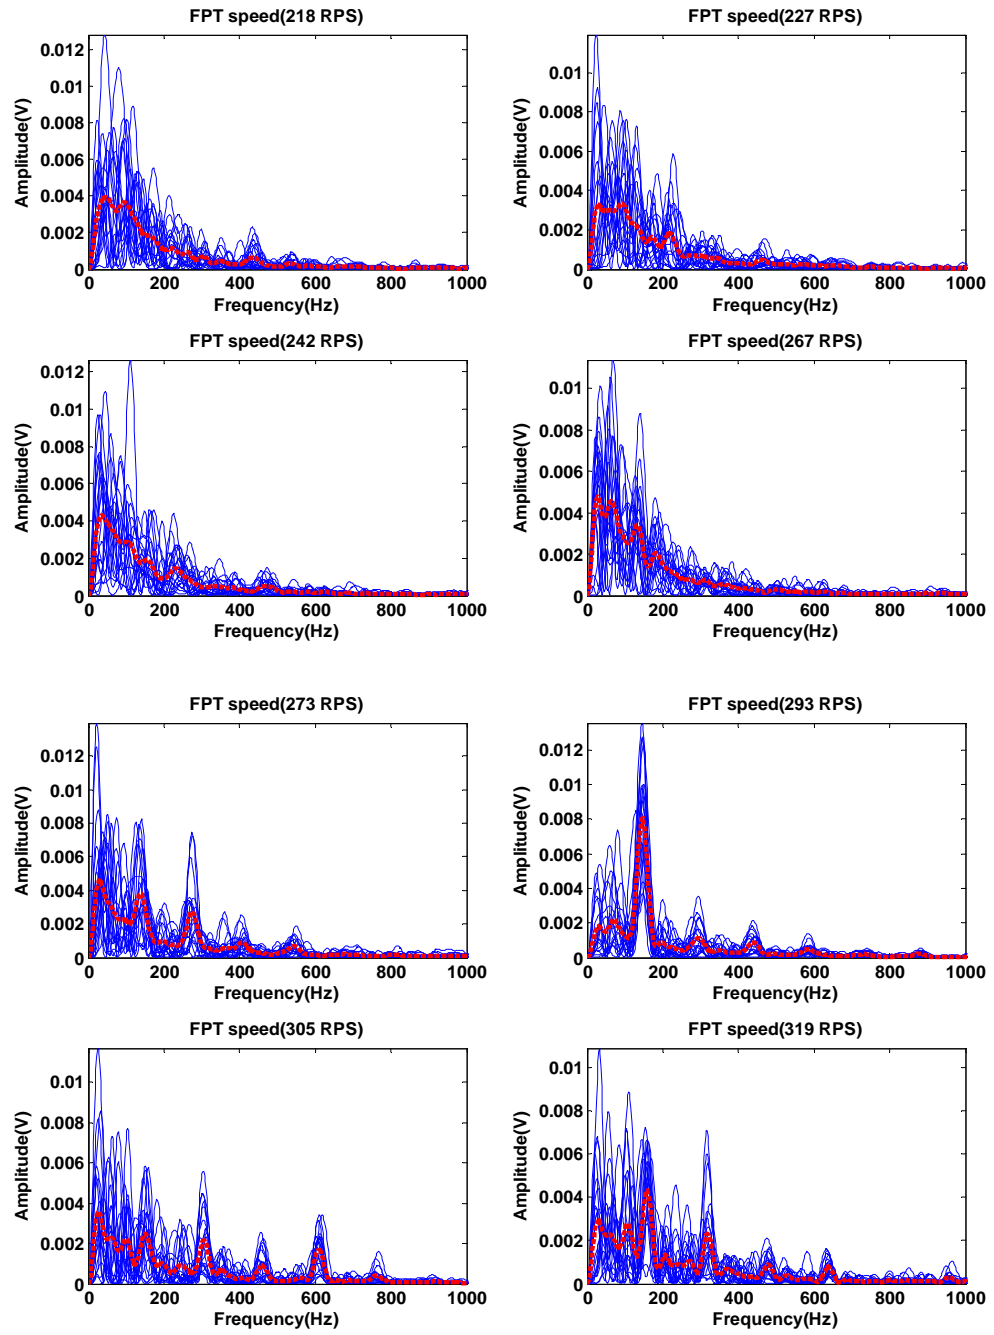 FPT speed(218 RPS)
0.012
0.01
0.008
0.006
0.004
0.002
0
Amplitude(V)
0 200 400 600 800 1000
Frequency(Hz)
FPT speed(227 RPS)
0.01
0.008
0.006
0.004
0.002
0
Amplitude(V)
0 200 400 600 800 1000
Frequency(Hz)
FPT speed(242 RPS)
0.012
0.01
0.008
0.006
0.004
0.002
0
Amplitude(V)
0 200 400 600 800 1000
Frequency(Hz)
FPT speed(267 RPS)
0.01
0.008
0.006
0.004
0.002
0
Amplitude(V)
0 200 400 600 800 1000
Frequency(Hz)
FPT speed(273 RPS)
0.012
0.01
0.008
0.006
0.004
0.002
0
Amplitude(V)
0 200 400 600 800 1000
Frequency(Hz)
FPT speed(293 RPS)
0.012
0.01
0.008
0.006
0.004
0.002
0
Amplitude(V)
0 200 400 600 800 1000
Frequency(Hz)
FPT speed(305 RPS)
0.01
0.008
0.006
0.004
0.002
0
Amplitude(V)
0 200 400 600 800 1000
Frequency(Hz)
FPT speed(319 RPS)
0.01
0.008
0.006
0.004
0.002
0
Amplitude(V)
0 200 400 600 800 1000
Frequency(Hz)